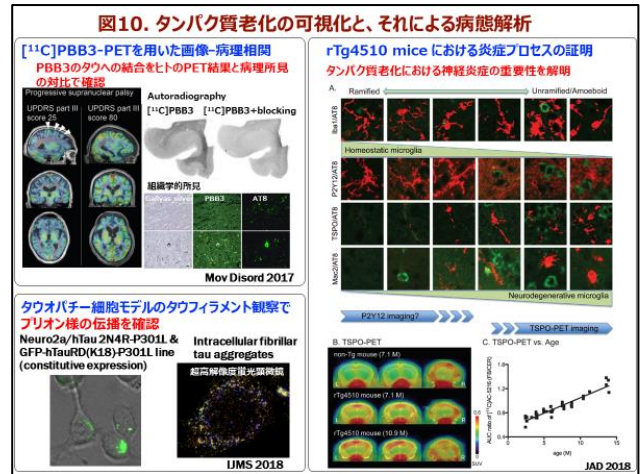 図10. タンパク質老化の可視化と、それによる病態解析
[¹¹C]PBB3-PETを用いた画像–病理相関
PBB3のタウへの結合をヒトのPET結果と病理所見
の対比で確認
Progressive supranuclear palsy
UPDRS part III
score 25
UPDRS part III
score 80
Autoradiography
[¹¹C]PBB3
[¹¹C]PBB3+blocking
組織学的所見
PBB3
AT8
Mov Disord 2017
タウオパチー細胞モデルのタウフィラメント観察で
プリオン様の伝播を確認
Neuro2a/hTau 2N4R-P301L &
GFP-hTauRD(K18)-P301L line
(constitutive expression)
Intracellular fibrillar
tau aggregates
超高解像度蛍光顕微鏡
IJMS 2018
rTg4510 mice における炎症プロセスの証明
タンパク質老化における神経炎症の重要性を解明
A.
Ramified
Unramified/Amoeboid
Iba1/AT8
Homeostatic microglia
P2Y12/AT8
TSPO/AT8
Mac2/AT8
Neurodegenerative microglia
P2Y12 imaging?
TSPO-PET imaging
B. TSPO-PET
non-Tg mouse (7.1 M)
rTg4510 mouse (7.1 M)
rTg4510 mouse (10.9 M)
SUV
C. TSPO-PET vs. Age
0
5
10
15
age (M)
JAD 2018